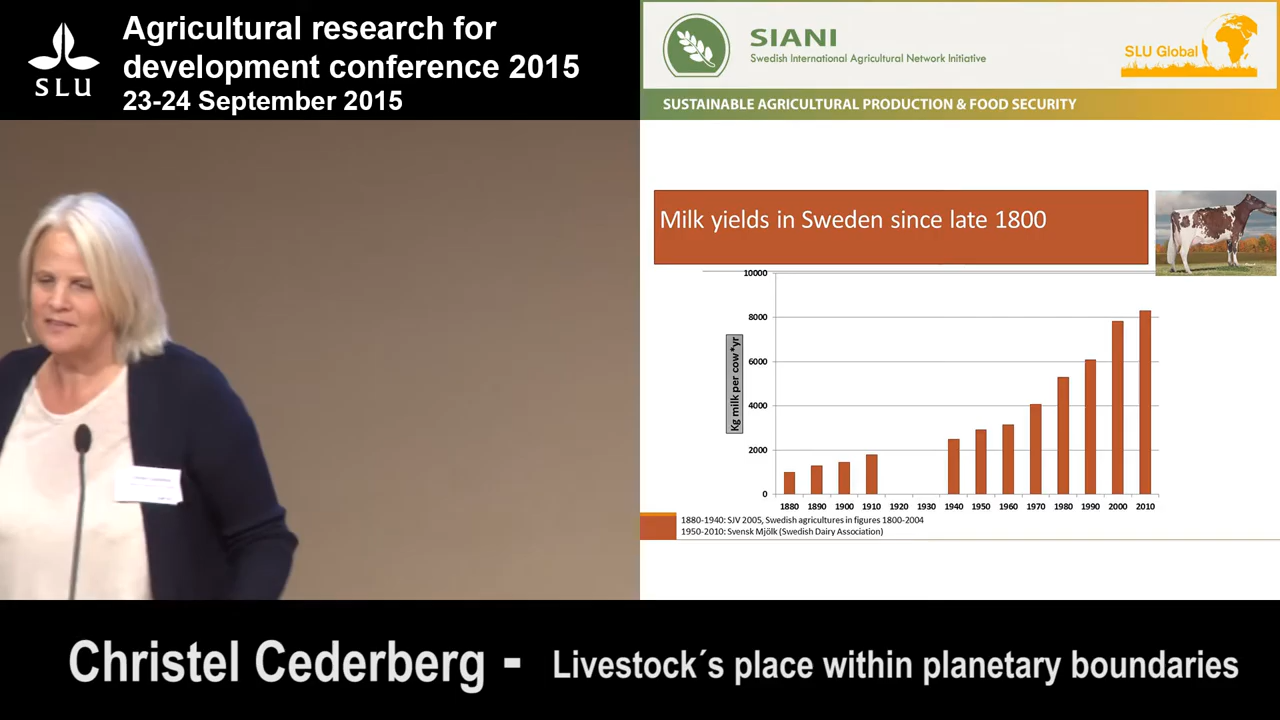 SLU
Agricultural research for
development conference 2015
23-24 September 2015
SIANI
Swedish International Agricultural Network Initiative
SLU Global
SUSTAINABLE AGRICULTURAL PRODUCTION & FOOD SECURITY
Milk yields in Sweden since late 1800
Kg milk per cow*yr
10000
8000
6000
4000
2000
0
1880 1890 1900 1910 1920 1930 1940 1950 1960 1970 1980 1990 2000 2010
1880-1940: SJV 2005, Swedish agricultures in figures 1800-2004
1950-2010: Svensk Mjölk (Swedish Dairy Association)
Christel Cederberg - Livestock´s place within planetary boundaries